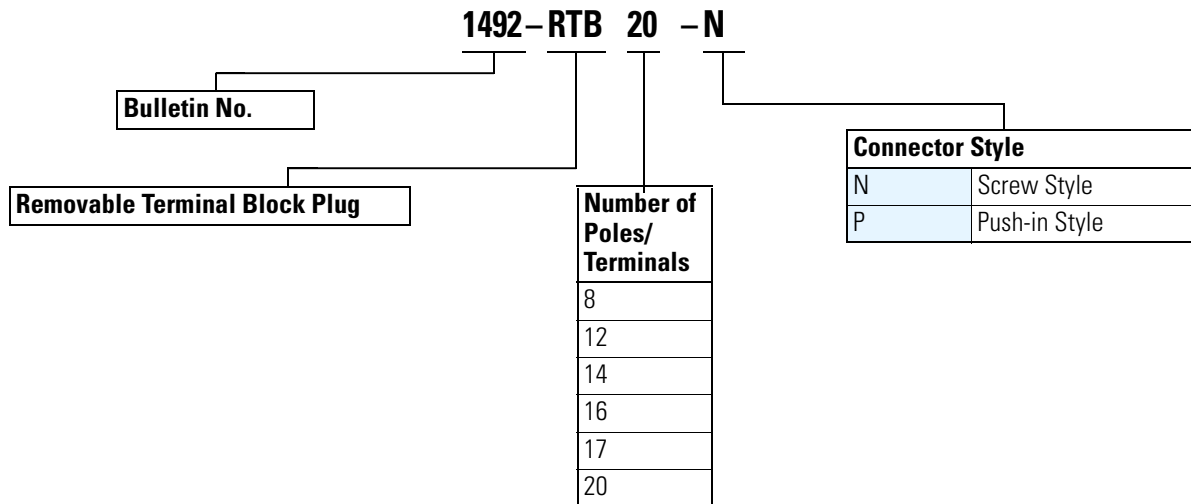 1492–RTB 20 –N
Bulletin No.
Removable Terminal Block Plug
Number of
Poles/
Terminals
8
12
14
16
17
20
Connector Style
N Screw Style
P Push-in Style